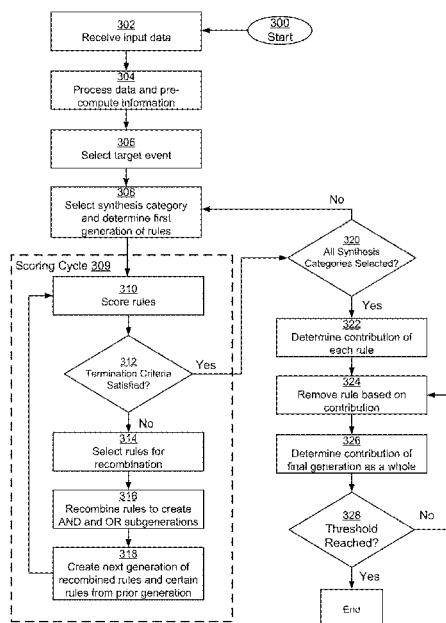 300
Start
302
Receive input data
304
Process data and pre-
compute information
306
Select target event
308
Select synthesis category
and determine first
generation of rules
No
320
All Synthesis
Categories Selected?
Yes
Scoring Cycle 309
310
Score rules
312
Termination Criteria
Satisfied?
Yes
No
314
Select rules for
recombination
316
Recombine rules to create
AND and OR subgenerations
318
Create next generation of
recombined rules and certain
rules from prior generation
322
Determine contribution of
each rule
324
Remove rule based on
contribution
326
Determine contribution of
final generation as a whole
328
Threshold
Reached?
No
Yes
End